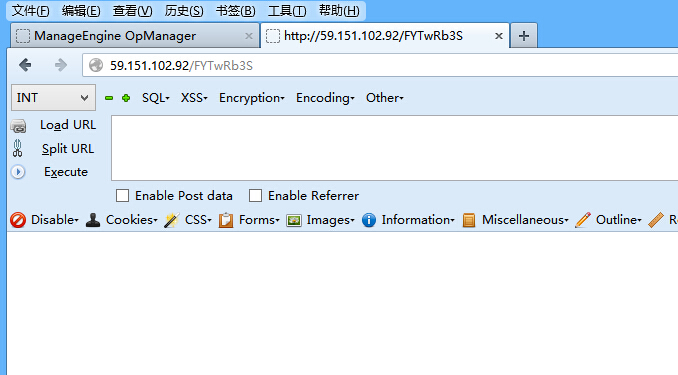 文件(F) 编辑(E) 查看(V) 历史(S) 书签(B) 工具(T) 帮助(H)
ManageEngine OpManager × http://59.151.102.92/FYTwRb3S × +
59.151.102.92/FYTwRb3S
INT SQL XSS Encryption Encoding Other
Load URL
Split URL
Execute
Enable Post data Enable Referrer
Disable Cookies CSS Forms Images Information Miscellaneous Outline